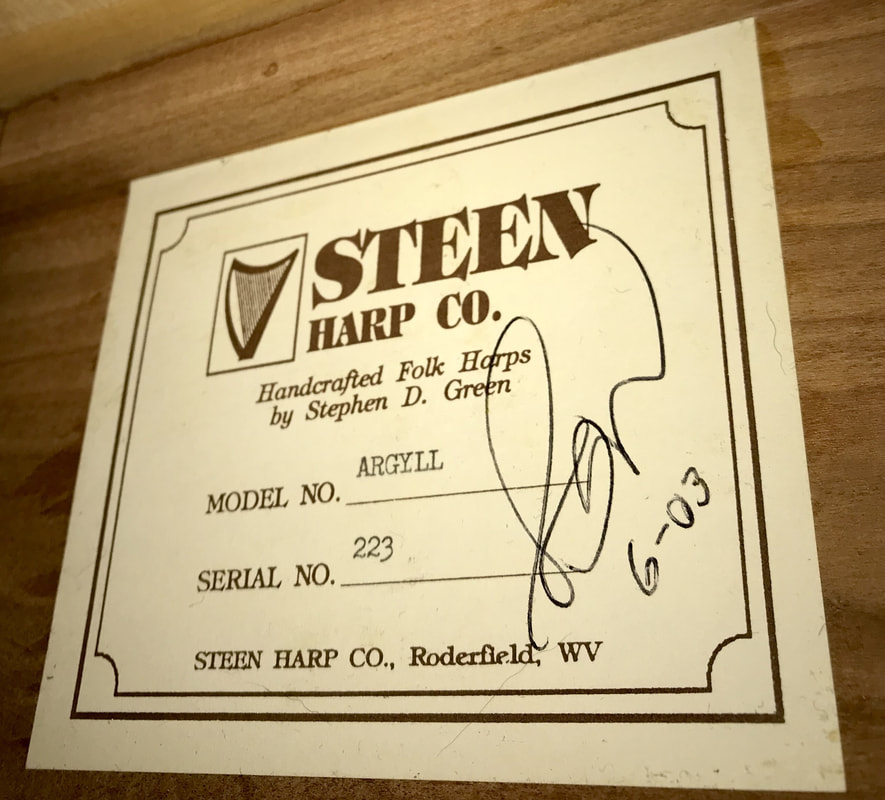 STEEN
HARP CO.
Handcrafted Folk Harps
by Stephen D. Green
MODEL NO. ARGYLL
SERIAL NO. 223
STEEN HARP CO., Roderfield, WV
6-03